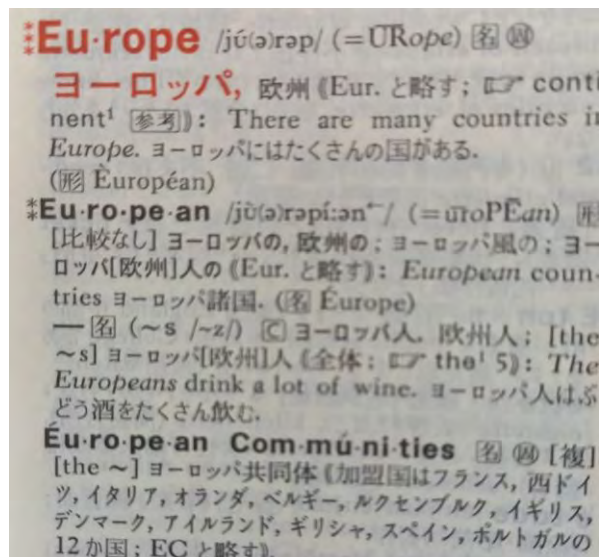 ⁑Eu·rope /jú(ə)rəp/ (=ŪRope) 名 固
ヨーロッパ, 欧州 《Eur. と略す; ☞ conti
nent¹ 参考》: There are many countries in
Europe. ヨーロッパにはたくさんの国がある.
(形 Èuropéan)
⁑Eu·ro·pe·an /jù(ə)rəpíːən←/ (=ūroPĒan) 形
[比較なし] ヨーロッパの, 欧州の; ヨーロッパ風の; ヨー
ロッパ[欧州]人の 《Eur. と略す》: European coun-
tries ヨーロッパ諸国. (名 Éurope)
— 名 (~s /~z/) C ヨーロッパ人, 欧州人; [the
~s] ヨーロッパ[欧州]人 《全体; ☞ the¹ 5》: The
Europeans drink a lot of wine. ヨーロッパ人はぶ
どう酒をたくさん飲む.
Éu·ro·pe·an Com·mú·ni·ties 名 固 [複]
[the ~] ヨーロッパ共同体 《加盟国はフランス, 西ドイ
ツ, イタリア, オランダ, ベルギー, ルクセンブルク, イギリス,
デンマーク, アイルランド, ギリシャ, スペイン, ポルトガルの
12か国; EC と略す》.